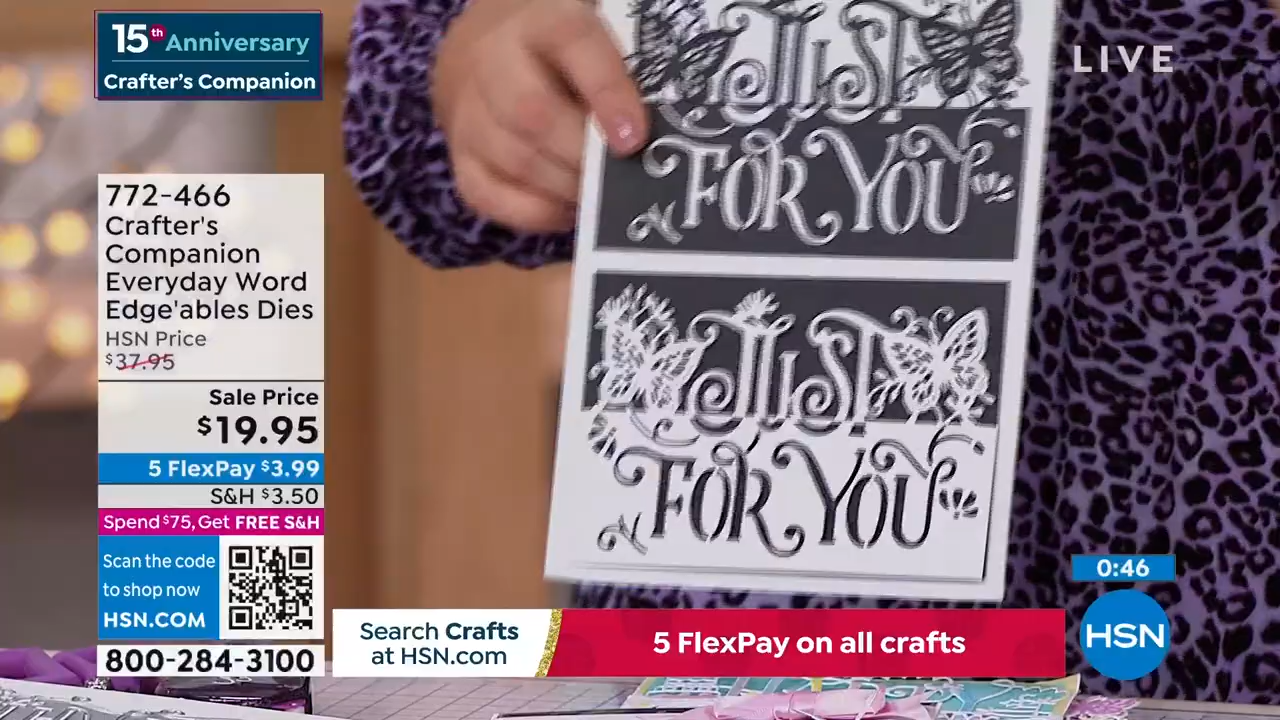 15th Anniversary
Crafter's Companion
LIVE
772-466
Crafter's
Companion
Everyday Word
Edge'ables Dies
HSN Price
$37.95
Sale Price
$19.95
5 FlexPay $3.99
S&H $3.50
Spend $75, Get FREE S&H
Scan the code
to shop now
HSN.COM
800-284-3100
JUST
FOR YOU
JUST
FOR YOU
Search Crafts
at HSN.com
5 FlexPay on all crafts
0:46
HSN